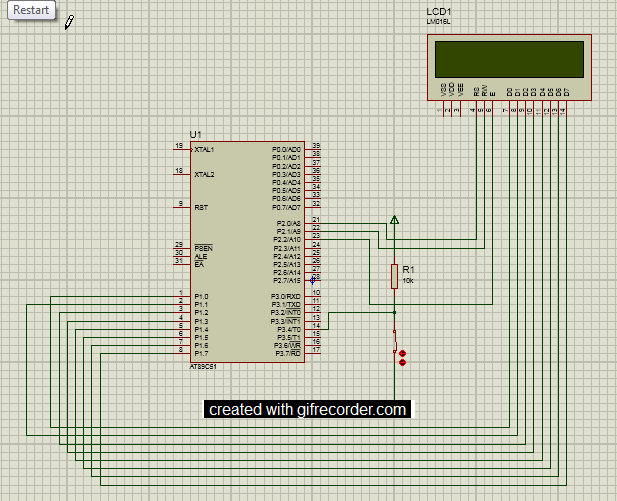 Restart
LCD1
LM016L
VSS
VDD
VEE
RS
RW
E
D0
D1
D2
D3
D4
D5
D6
D7
1
2
3
4
5
6
7
8
9
10
11
12
13
14
U1
19 XTAL1
18 XTAL2
9 RST
29 PSEN
30 ALE
31 EA
1 P1.0
2 P1.1
3 P1.2
4 P1.3
5 P1.4
6 P1.5
7 P1.6
8 P1.7
P0.0/AD0 39
P0.1/AD1 38
P0.2/AD2 37
P0.3/AD3 36
P0.4/AD4 35
P0.5/AD5 34
P0.6/AD6 33
P0.7/AD7 32
P2.0/A8 21
P2.1/A9 22
P2.2/A10 23
P2.3/A11 24
P2.4/A12 25
P2.5/A13 26
P2.6/A14 27
P2.7/A15 28
P3.0/RXD 10
P3.1/TXD 11
P3.2/INT0 12
P3.3/INT1 13
P3.4/T0 14
P3.5/T1 15
P3.6/WR 16
P3.7/RD 17
AT89C51
R1
10k
created with gifrecorder.com